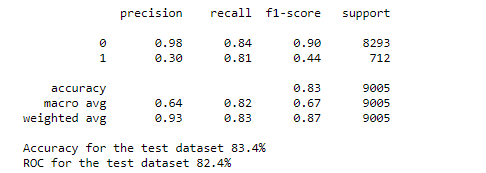 precision recall f1-score support
0 0.98 0.84 0.90 8293
1 0.30 0.81 0.44 712
accuracy 0.83 9005
macro avg 0.64 0.82 0.67 9005
weighted avg 0.93 0.83 0.87 9005
Accuracy for the test dataset 83.4%
ROC for the test dataset 82.4%